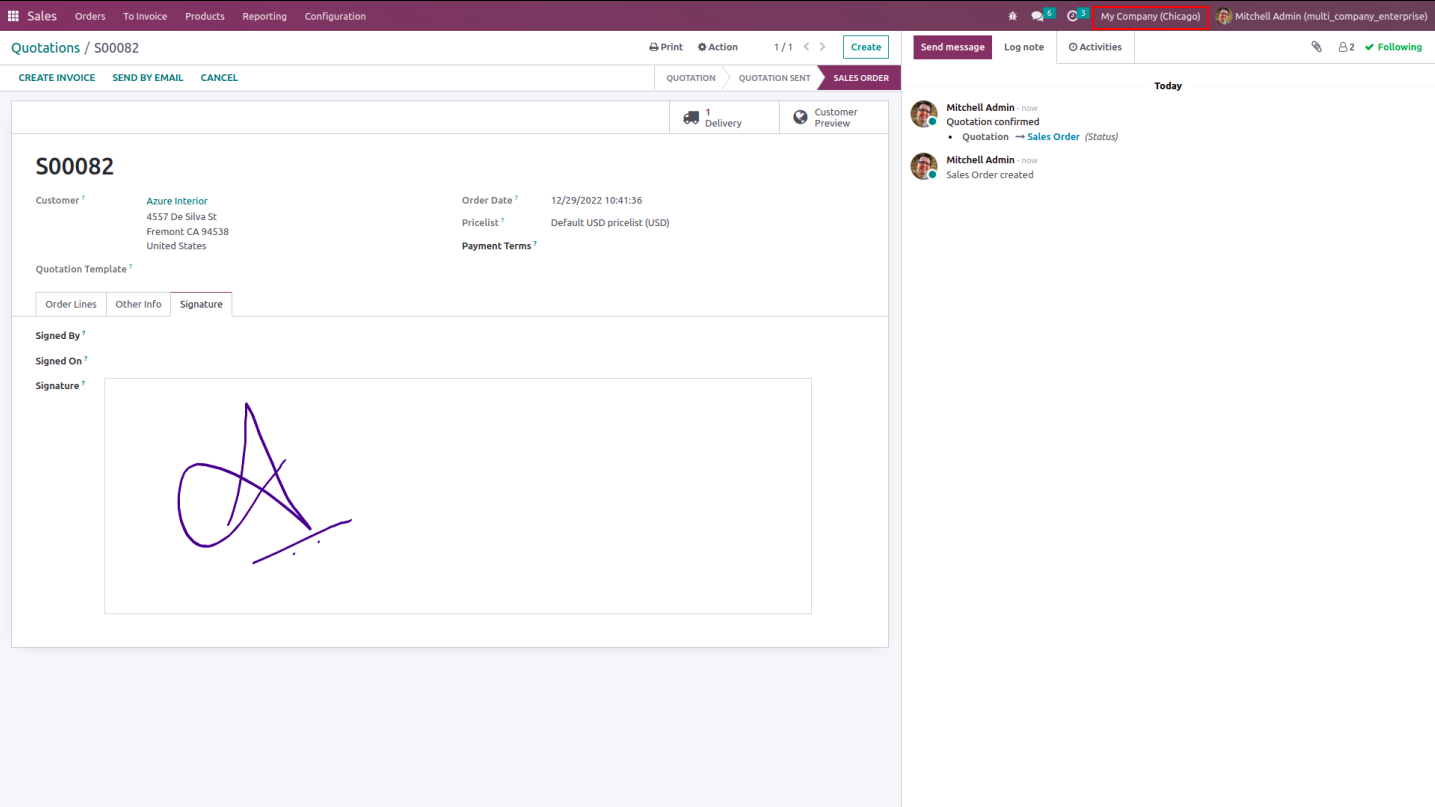 Sales Orders To Invoice Products Reporting Configuration 6 3 My Company (Chicago) Mitchell Admin (multi_company_enterprise)
Quotations / S00082 Print Action 1 / 1 Create
CREATE INVOICE SEND BY EMAIL CANCEL QUOTATION QUOTATION SENT SALES ORDER
1 Delivery
Customer Preview
S00082
Customer ? Azure Interior
4557 De Silva St
Fremont CA 94538
United States
Quotation Template ?
Order Date ? 12/29/2022 10:41:36
Pricelist ? Default USD pricelist (USD)
Payment Terms ?
Order Lines Other Info Signature
Signed By ?
Signed On ?
Signature ?
Send message Log note Activities 2 Following
Today
Mitchell Admin - now
Quotation confirmed
• Quotation → Sales Order (Status)
Mitchell Admin - now
Sales Order created